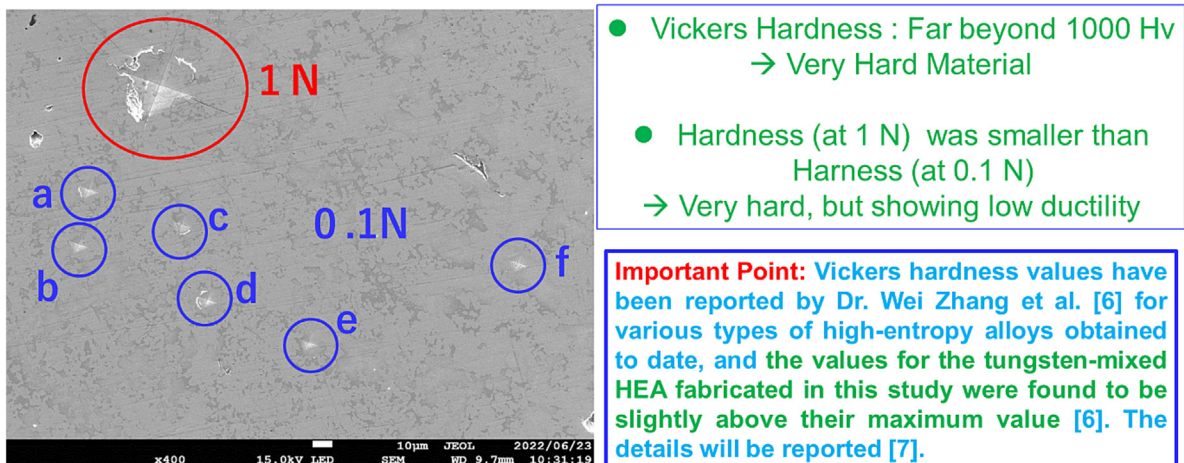 1 N
a
b
c
d
e
f
0 .1N
10μm JEOL 2022/06/23
x400 15.0kV LED SEM WD 9.7mm 10:31:19
● Vickers Hardness : Far beyond 1000 Hv
→ Very Hard Material
● Hardness (at 1 N) was smaller than
Harness (at 0.1 N)
→ Very hard, but showing low ductility
Important Point: Vickers hardness values have
been reported by Dr. Wei Zhang et al. [6] for
various types of high-entropy alloys obtained
to date, and the values for the tungsten-mixed
HEA fabricated in this study were found to be
slightly above their maximum value [6]. The
details will be reported [7].